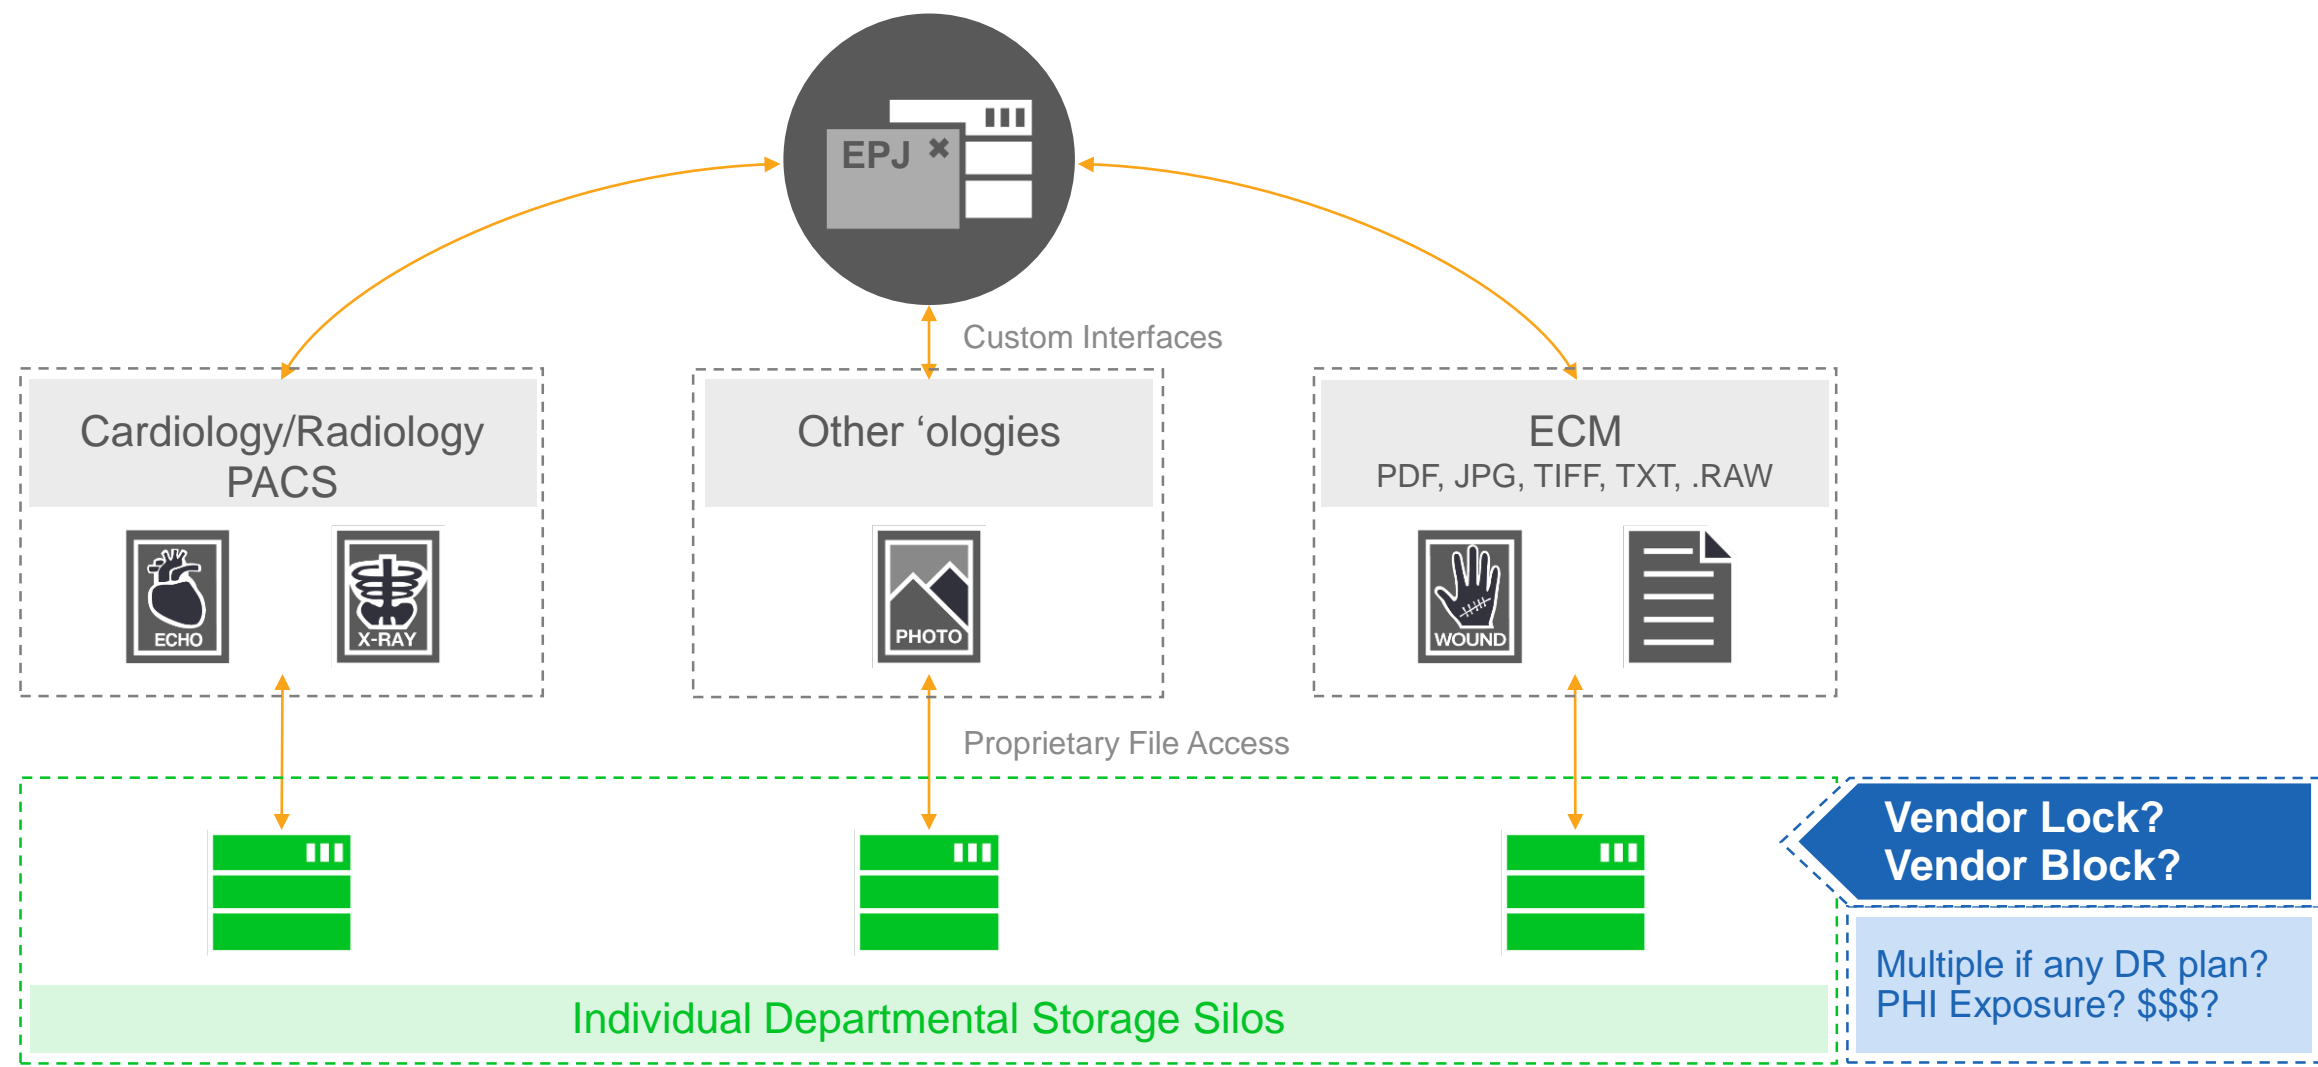 EPJ
Custom Interfaces
Cardiology/Radiology
PACS
Other ‘ologies
ECM
PDF, JPG, TIFF, TXT, .RAW
ECHO
X-RAY
PHOTO
WOUND
Proprietary File Access
Vendor Lock?
Vendor Block?
Multiple if any DR plan?
PHI Exposure? $$$?
Individual Departmental Storage Silos